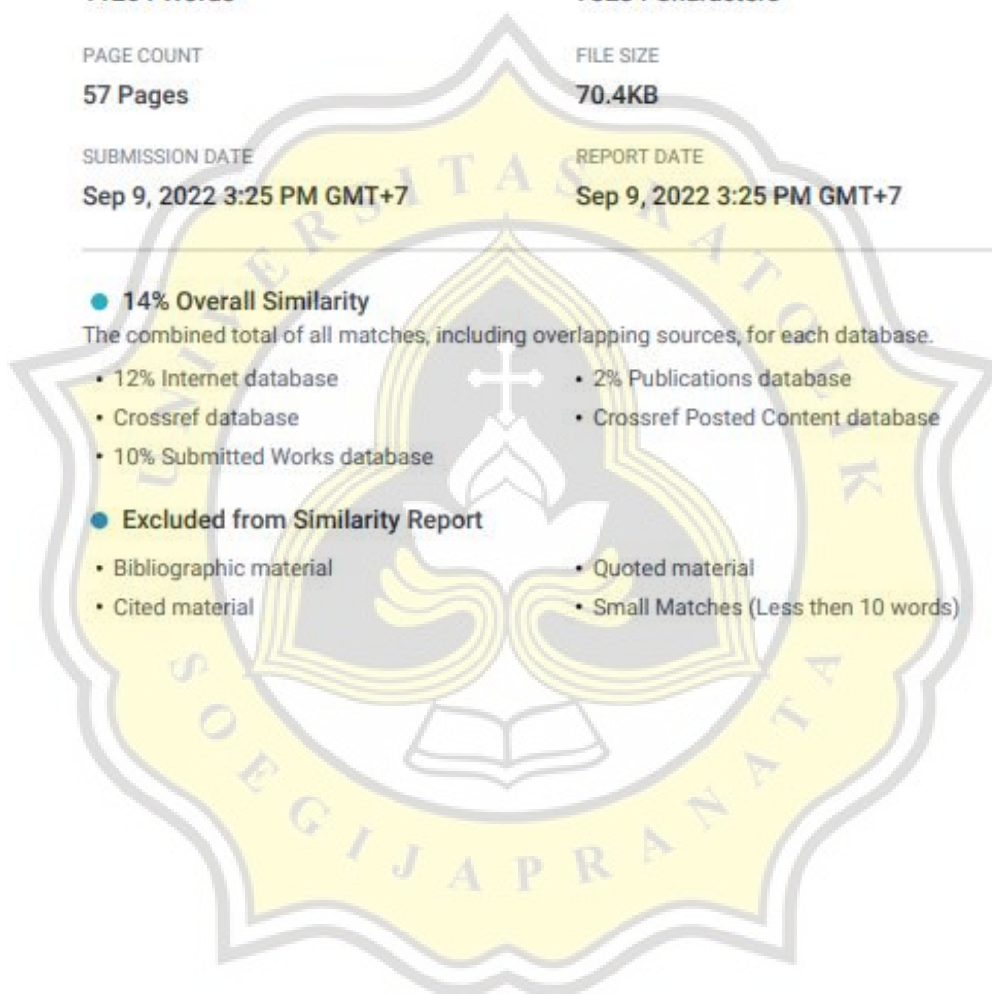 PAGE COUNT
FILE SIZE
57 Pages
70.4KB
SUBMISSION DATE
REPORT DATE
Sep 9, 2022 3:25 PM GMT+7
Sep 9, 2022 3:25 PM GMT+7
● 14% Overall Similarity
The combined total of all matches, including overlapping sources, for each database.
• 12% Internet database
• 2% Publications database
• Crossref database
• Crossref Posted Content database
• 10% Submitted Works database
● Excluded from Similarity Report
• Bibliographic material
• Quoted material
• Cited material
• Small Matches (Less then 10 words)
UNIVERSITAS KATOLIK
SOEGIJAPRANATA